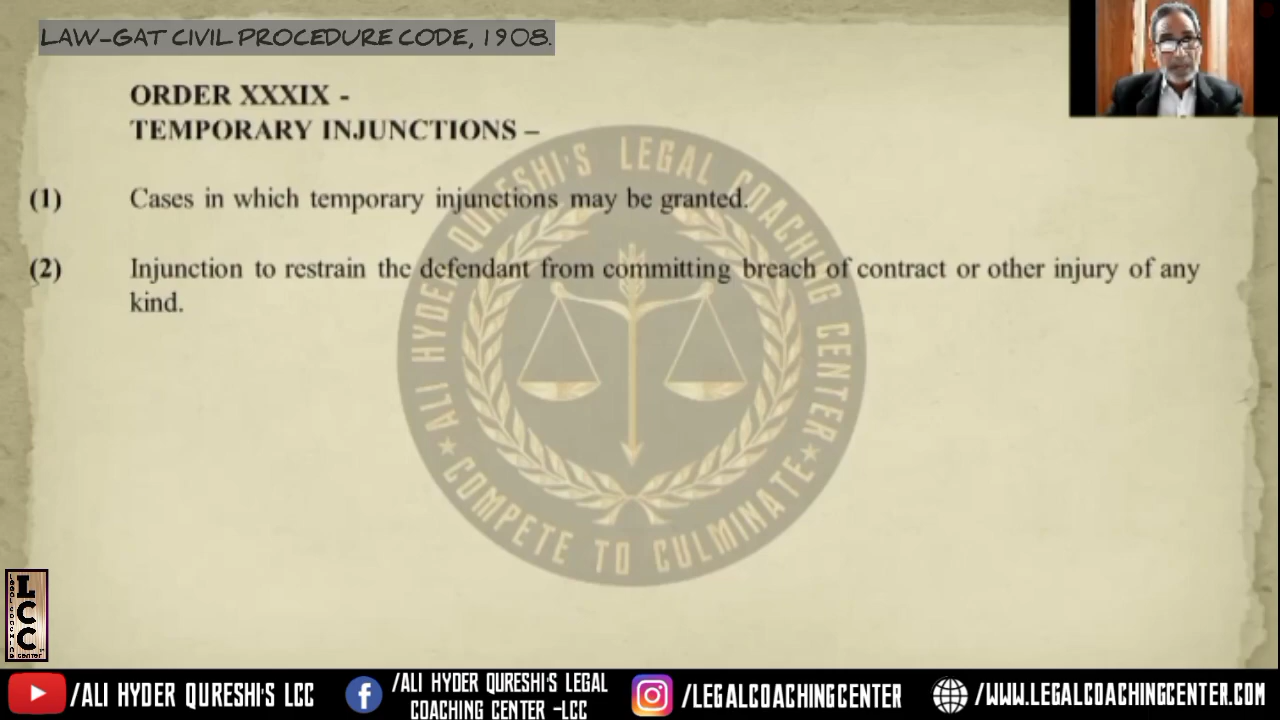 LAW-GAT CIVIL PROCEDURE CODE, 1908.
ORDER XXXIX -
TEMPORARY INJUNCTIONS –
(1) Cases in which temporary injunctions may be granted.
(2) Injunction to restrain the defendant from committing breach of contract or other injury of any
kind.
ALI HYDER QURESHI'S LEGAL COACHING CENTER
★ COMPETE TO CULMINATE ★
LCC
/ALI HYDER QURESHI'S LCC
/ALI HYDER QURESHI'S LEGAL
COACHING CENTER -LCC
/LEGALCOACHINGCENTER
/WWW.LEGALCOACHINGCENTER.COM